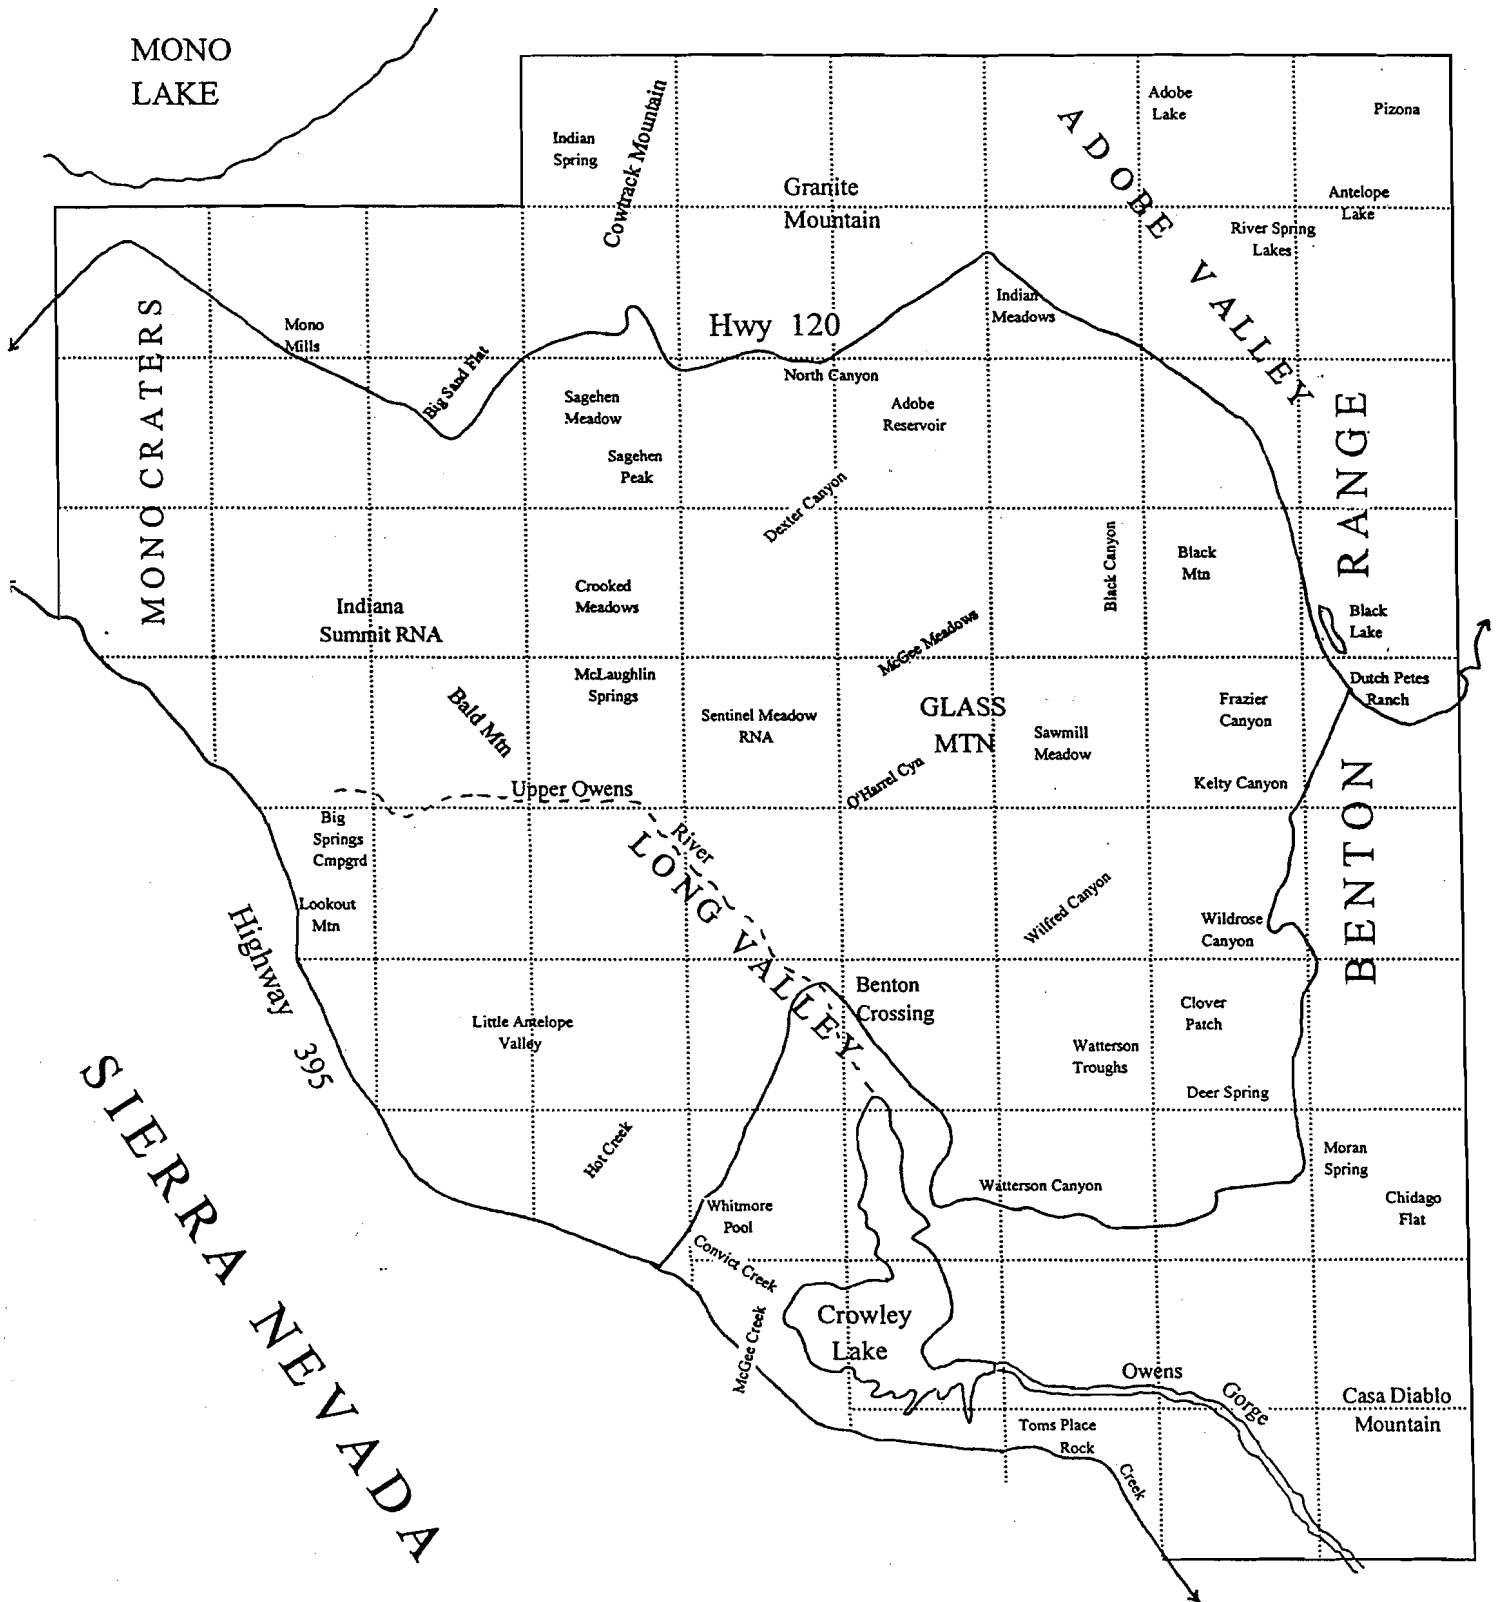 MONO
LAKE
Indian
Spring
Cowtrack Mountain
Granite
Mountain
Adobe
Lake
Pizona
Antelope
Lake
River Spring
Lakes
ADOBE VALLEY
MONO CRATERS
Mono
Mills
Big Sand Flat
Hwy 120
Indian
Meadows
North Canyon
Sagehen
Meadow
Adobe
Reservoir
Sagehen
Peak
Dexter Canyon
BENTON RANGE
Black Canyon
Black
Mtn
Indiana
Summit RNA
Crooked
Meadows
McGee Meadows
Black
Lake
McLaughlin
Springs
Bald Mtn
Sentinel Meadow
RNA
GLASS
MTN
Sawmill
Meadow
Frazier
Canyon
Dutch Petes
Ranch
O'Harrel Cyn
Kelty Canyon
Upper Owens
River
Big
Springs
Cmpgrd
LONG VALLEY
Lookout
Mtn
Wilfred Canyon
Wildrose
Canyon
Highway 395
Benton
Crossing
Little Antelope
Valley
Clover
Patch
Watterson
Troughs
Deer Spring
SIERRA NEVADA
Hot Creek
Moran
Spring
Watterson Canyon
Chidago
Flat
Whitmore
Pool
Convict Creek
McGee Creek
Crowley
Lake
Owens
Gorge
Casa Diablo
Mountain
Toms Place
Rock
Creek